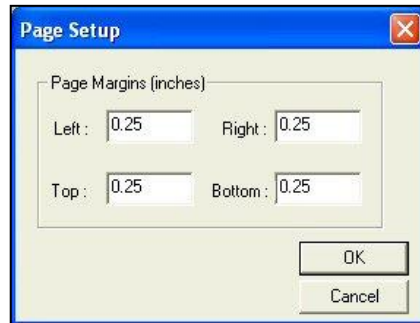 Page Setup
Page Margins (inches)
Left : 0.25 Right : 0.25
Top : 0.25 Bottom : 0.25
OK
Cancel